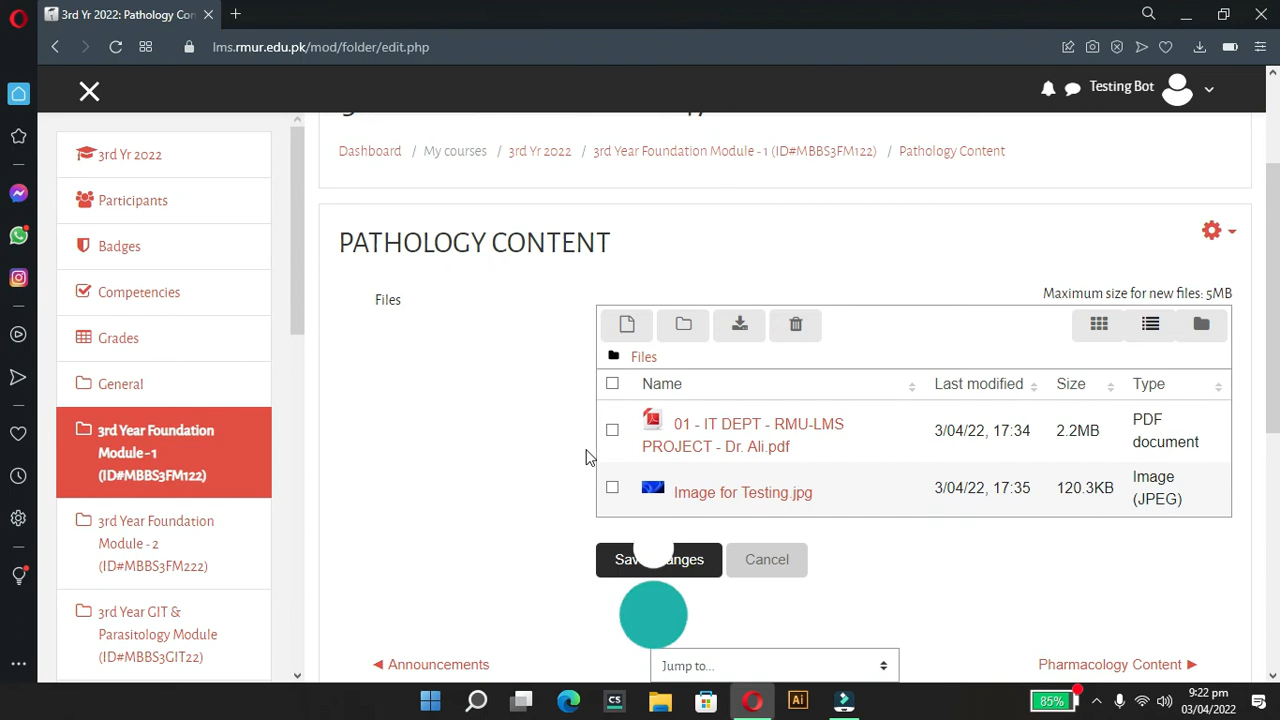 3rd Yr 2022: Pathology Con
lms.rmur.edu.pk/mod/folder/edit.php
Testing Bot
3rd Yr 2022
Participants
Badges
Competencies
Grades
General
3rd Year Foundation
Module - 1
(ID#MBBS3FM122)
3rd Year Foundation
Module - 2
(ID#MBBS3FM222)
3rd Year GIT &
Parasitology Module
(ID#MBBS3GIT22)
Dashboard / My courses / 3rd Yr 2022 / 3rd Year Foundation Module - 1 (ID#MBBS3FM122) / Pathology Content
PATHOLOGY CONTENT
Files
Maximum size for new files: 5MB
Files
Name Last modified Size Type
01 - IT DEPT - RMU-LMS
PROJECT - Dr. Ali.pdf
3/04/22, 17:34 2.2MB
PDF
document
Image for Testing.jpg
3/04/22, 17:35 120.3KB
Image
(JPEG)
Save changes Cancel
◄ Announcements
Jump to...
Pharmacology Content ►
CS
Ai
85%
9:22 pm
03/04/2022